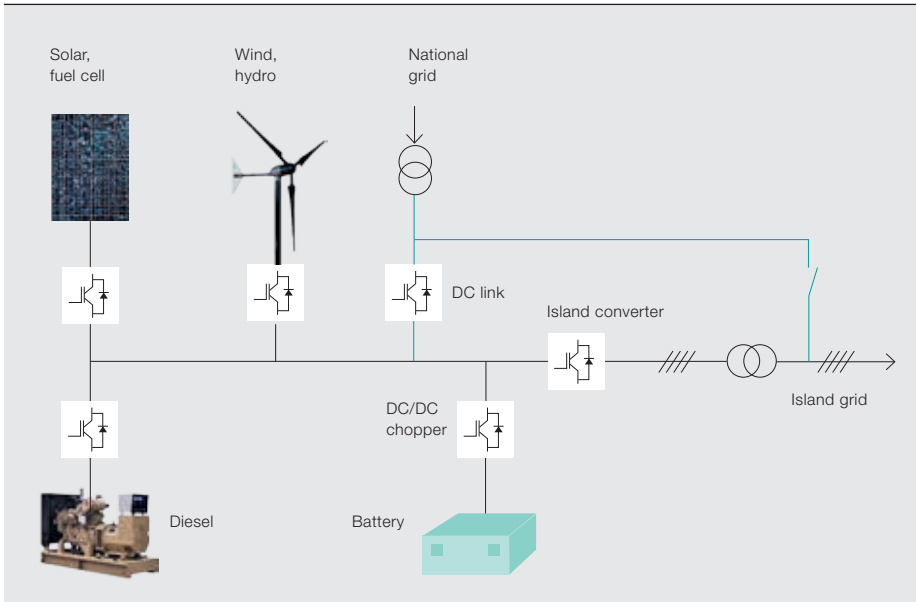 Solar,
fuel cell
Wind,
hydro
National
grid
DC link
Island converter
Island grid
DC/DC
chopper
Diesel
Battery